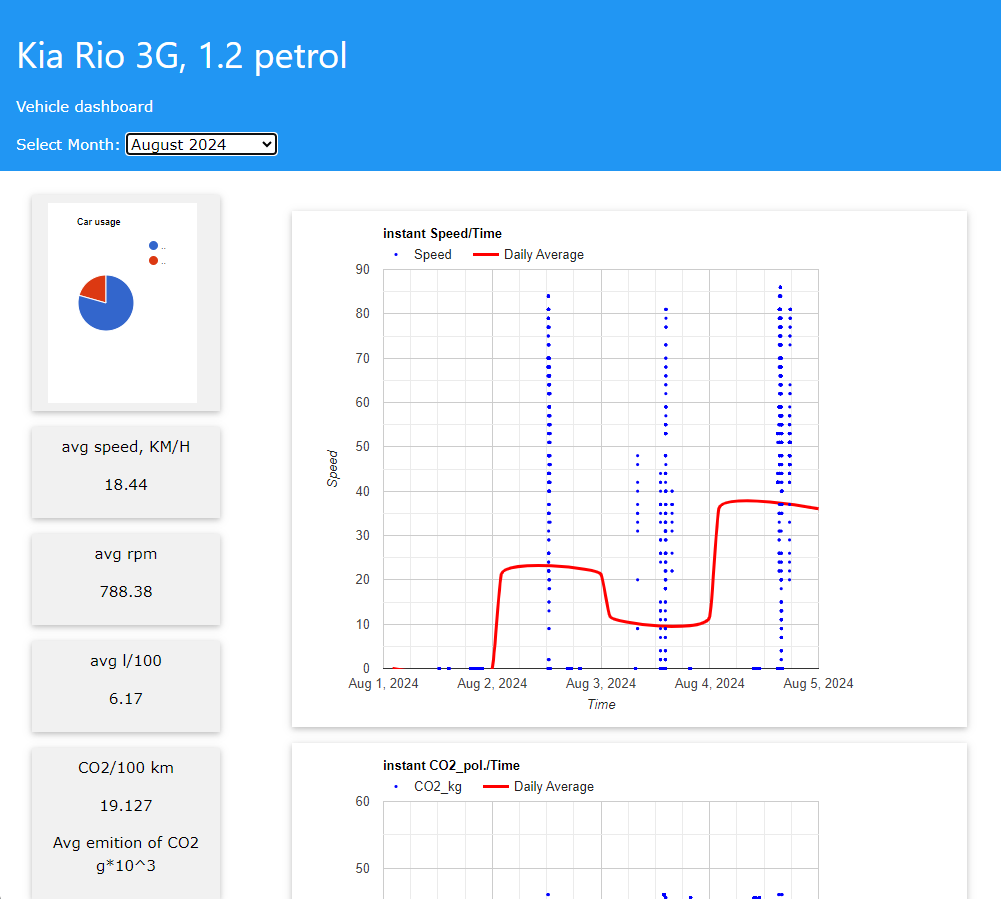 Kia Rio 3G, 1.2 petrol
Vehicle dashboard
Select Month: August 2024
Car usage
..
..
avg speed, KM/H
18.44
avg rpm
788.38
avg l/100
6.17
CO2/100 km
19.127
Avg emition of CO2
g*10^3
instant Speed/Time
Speed Daily Average
90
80
70
60
50
40
30
20
10
0
Speed
Aug 1, 2024 Aug 2, 2024 Aug 3, 2024 Aug 4, 2024 Aug 5, 2024
Time
instant CO2_pol./Time
CO2_kg Daily Average
60
50